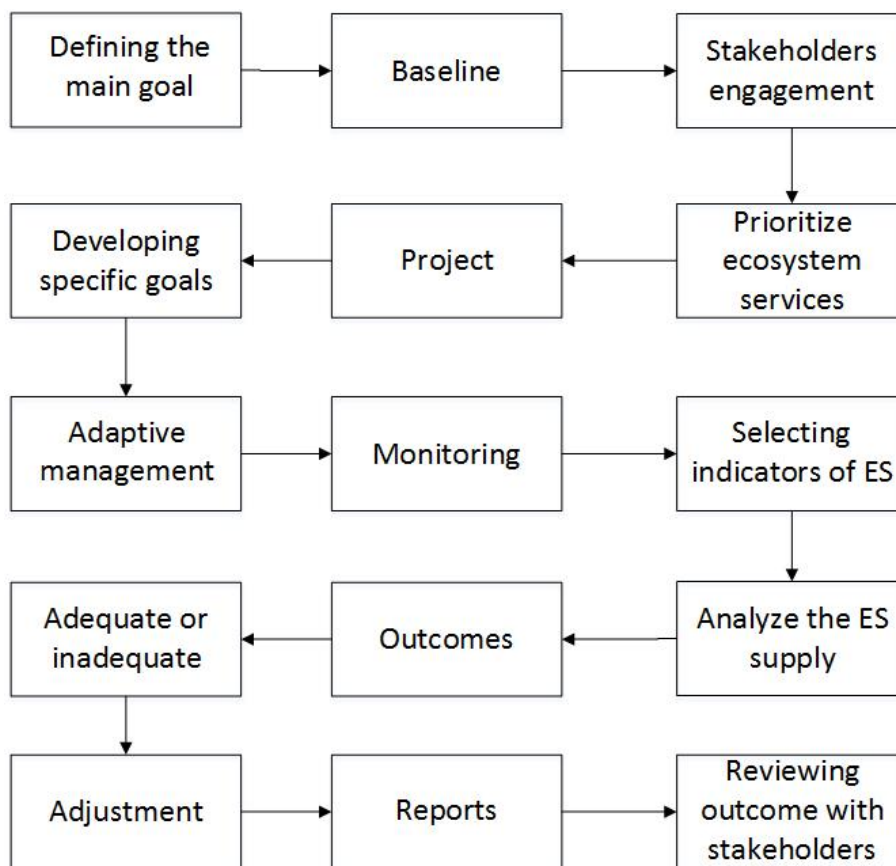 Defining the
main goal
Baseline
Stakeholders
engagement
Developing
specific goals
Project
Prioritize
ecosystem
services
Adaptive
management
Monitoring
Selecting
indicators of ES
Adequate or
inadequate
Outcomes
Analyze the ES
supply
Adjustment
Reports
Reviewing
outcome with
stakeholders